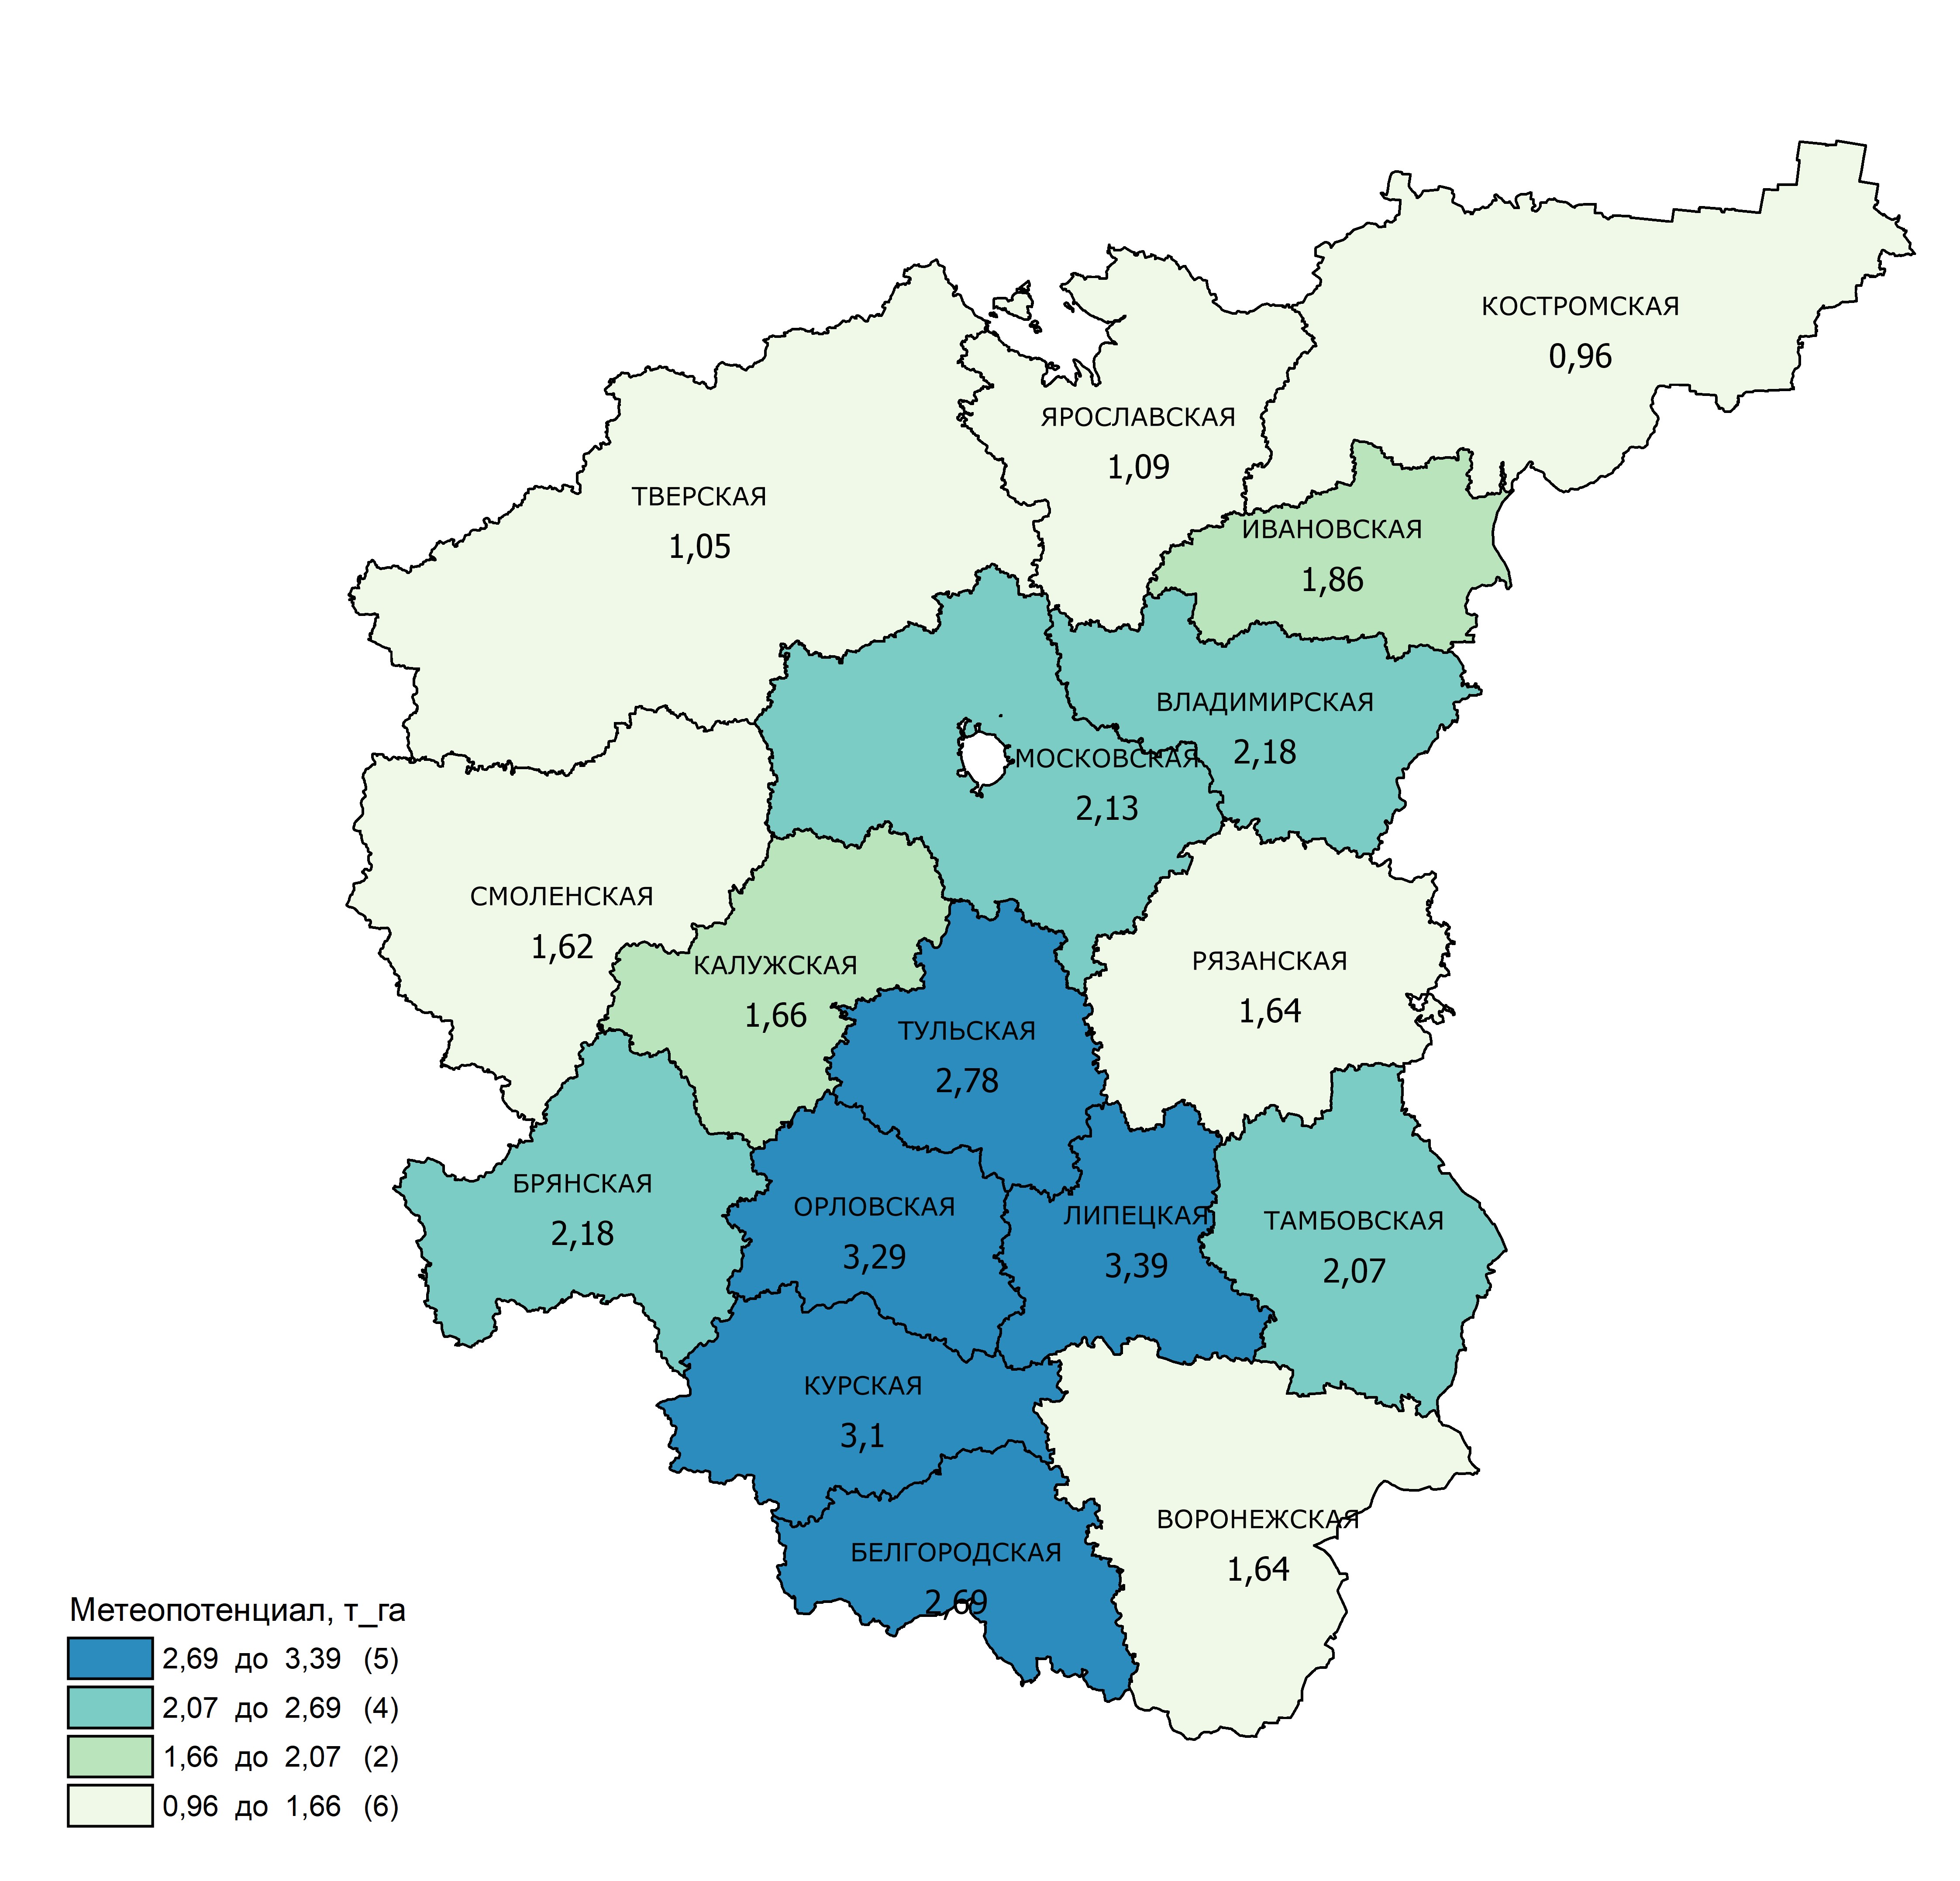 КОСТРОМСКАЯ
0,96
ЯРОСЛАВСКАЯ
1,09
ТВЕРСКАЯ
1,05
ИВАНОВСКАЯ
1,86
ВЛАДИМИРСКАЯ
2,18
МОСКОВСКАЯ
2,13
СМОЛЕНСКАЯ
1,62
КАЛУЖСКАЯ
1,66
РЯЗАНСКАЯ
1,64
ТУЛЬСКАЯ
2,78
БРЯНСКАЯ
2,18
ОРЛОВСКАЯ
3,29
ЛИПЕЦКАЯ
3,39
ТАМБОВСКАЯ
2,07
КУРСКАЯ
3,1
ВОРОНЕЖСКАЯ
1,64
БЕЛГОРОДСКАЯ
2,69
Метеопотенциал, т_га
2,69 до 3,39 (5)
2,07 до 2,69 (4)
1,66 до 2,07 (2)
0,96 до 1,66 (6)